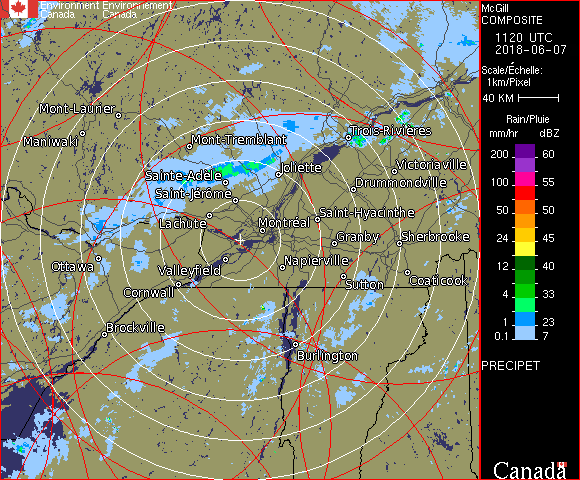 Environment Environnement
Canada Canada
McGill
COMPOSITE
1120 UTC
2018-06-07
Scale/Échelle:
1km/Pixel
40 KM
Rain/Pluie
mm/hr dBZ
200 60
100 55
50 50
24 45
12 40
4 33
1 23
0.1 7
PRECIPET
Canada
Mont-Laurier
Maniwaki
Mont-Tremblant
Trois-Rivières
Sainte-Adèle
Joliette
Victoriaville
Saint-Jérôme
Drummondville
Lachute
Montréal
Saint-Hyacinthe
Granby
Sherbrooke
Ottawa
Valleyfield
Napierville
Cornwall
Sutton
Coaticook
Brockville
Burlington